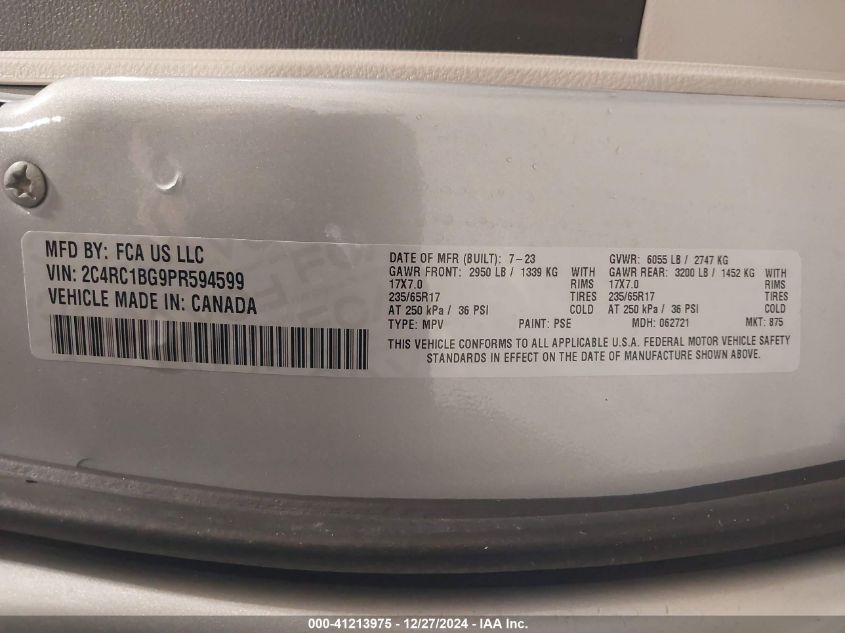 MFD BY: FCA US LLC
VIN: 2C4RC1BG9PR594599
VEHICLE MADE IN: CANADA
DATE OF MFR (BUILT): 7-23 GVWR: 6055 LB / 2747 KG
GAWR FRONT: 2950 LB / 1339 KG GAWR REAR: 3200 LB / 1452 KG
17X7.0 RIMS 17X7.0 RIMS
235/65R17 TIRES 235/65R17 TIRES
AT 250 kPa / 36 PSI COLD AT 250 kPa / 36 PSI COLD
TYPE: MPV PAINT: PSE MDH: 062721 MKT: 875
THIS VEHICLE CONFORMS TO ALL APPLICABLE U.S.A. FEDERAL MOTOR VEHICLE SAFETY
STANDARDS IN EFFECT ON THE DATE OF MANUFACTURE SHOWN ABOVE.
000-41213975 - 12/27/2024 - IAA Inc.